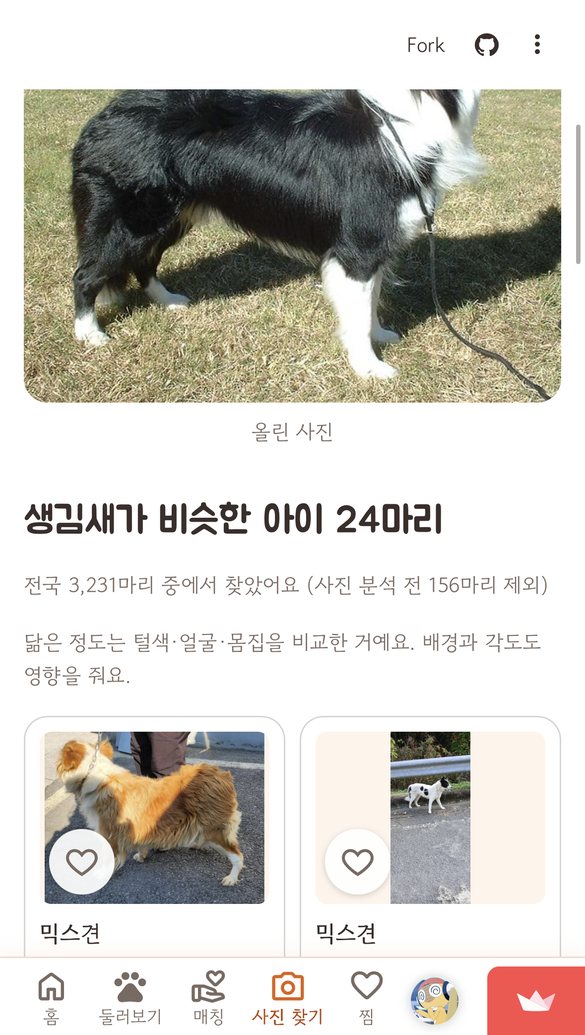 Fork
올린 사진
생김새가 비슷한 아이 24마리
전국 3,231마리 중에서 찾았어요 (사진 분석 전 156마리 제외)
닮은 정도는 털색·얼굴·몸집을 비교한 거예요. 배경과 각도도
영향을 줘요.
믹스견
믹스견
홈
둘러보기
매칭
사진 찾기
찜